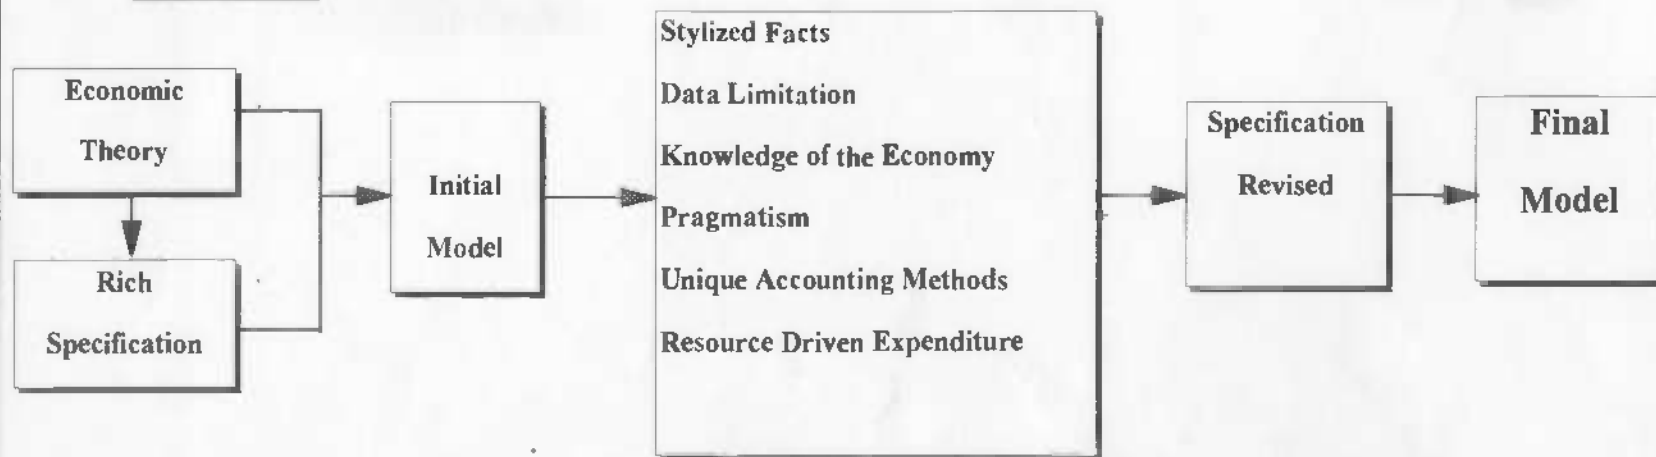 Economic
Theory
Rich
Specification
Initial
Model
Stylized Facts
Data Limitation
Knowledge of the Economy
Pragmatism
Unique Accounting Methods
Resource Driven Expenditure
Specification
Revised
Final
Model